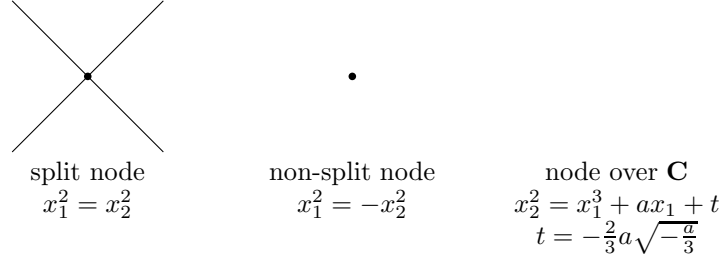 split node
x_1^2 = x_2^2
non-split node
x_1^2 = -x_2^2
node over C
x_2^2 = x_1^3 + ax_1 + t
t = -\frac{2}{3}a\sqrt{-\frac{a}{3}}